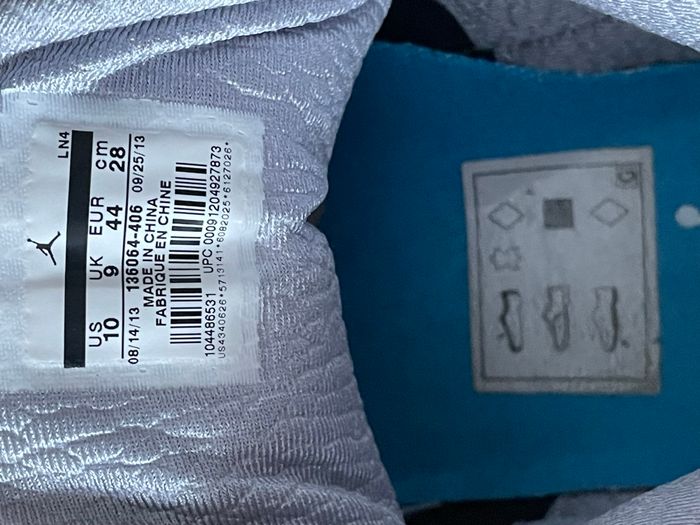 LN4
US UK EUR cm
10 9 44 28
08/14/13 136064-406 09/25/13
MADE IN CHINA
FABRIQUE EN CHINE
104486531 UPC 00091204927873
US4340626*5713141*6082025*6127026*